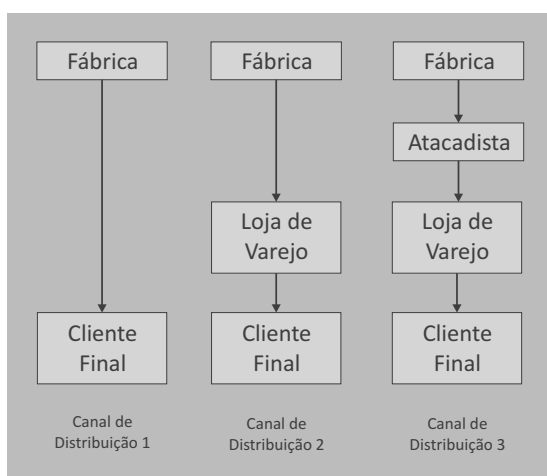 Fábrica
Fábrica
Fábrica
Atacadista
Loja de
Varejo
Loja de
Varejo
Cliente
Final
Cliente
Final
Cliente
Final
Canal de
Distribuição 1
Canal de
Distribuição 2
Canal de
Distribuição 3